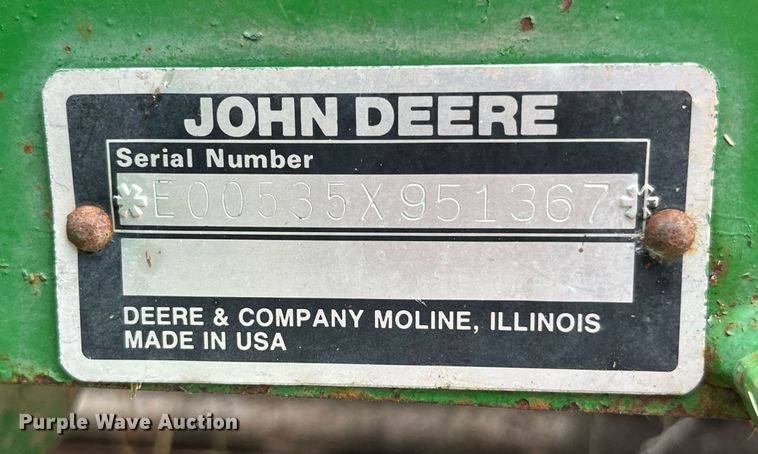 JOHN DEERE
Serial Number
*E00535X951367*
DEERE & COMPANY MOLINE, ILLINOIS
MADE IN USA
Purple Wave Auction